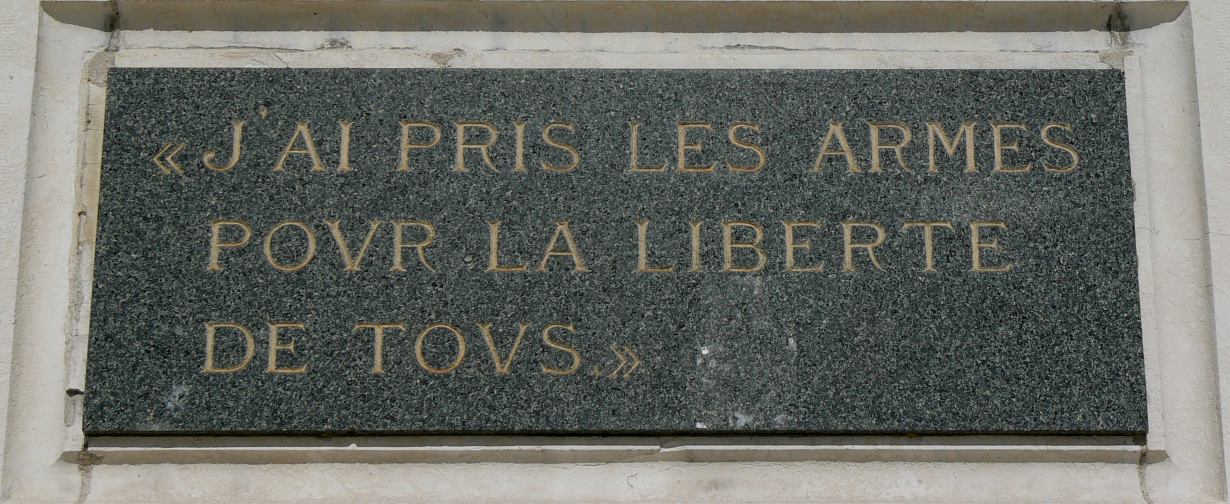 «J'AI PRIS LES ARMES
POVR LA LIBERTE
DE TOVS.»